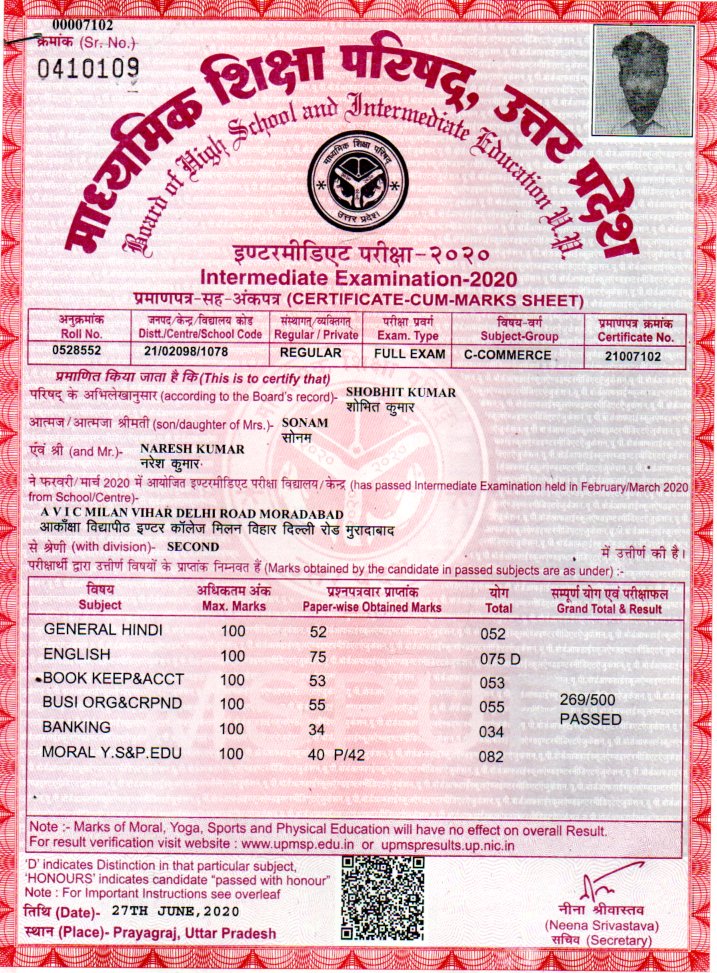 00007102
क्रमांक (Sr. No.)
0410109
माध्यमिक शिक्षा परिषद्, उत्तर प्रदेश
Board of High School and Intermediate Education U.P.
माध्यमिक शिक्षा परिषद
उत्तर प्रदेश
इण्टरमीडिएट परीक्षा-२०२०
Intermediate Examination-2020
प्रमाणपत्र-सह-अंकपत्र (CERTIFICATE-CUM-MARKS SHEET)
अनुक्रमांक जनपद/केन्द्र/विद्यालय कोड संस्थागत/व्यक्तिगत परीक्षा प्रवर्ग विषय-वर्ग प्रमाणपत्र क्रमांक
Roll No. Distt./Centre/School Code Regular / Private Exam. Type Subject-Group Certificate No.
0528552 21/02098/1078 REGULAR FULL EXAM C-COMMERCE 21007102
प्रमाणित किया जाता है कि (This is to certify that)
परिषद् के अभिलेखानुसार (according to the Board's record)- SHOBHIT KUMAR
शोभित कुमार
आत्मज/आत्मजा श्रीमती (son/daughter of Mrs.)- SONAM
सोनम
एंवं श्री (and Mr.)- NARESH KUMAR
नरेश कुमार
ने फरवरी/मार्च 2020 में आयोजित इण्टरमीडिएट परीक्षा विद्यालय/केन्द्र (has passed Intermediate Examination held in February/March 2020
from School/Centre)-
A V I C MILAN VIHAR DELHI ROAD MORADABAD
आकाँक्षा विद्यापीठ इण्टर कॉलेज मिलन विहार दिल्ली रोड मुरादाबाद
से श्रेणी (with division)- SECOND में उत्तीर्ण की है।
परीक्षार्थी द्वारा उत्तीर्ण विषयों के प्राप्तांक निम्नवत हैं (Marks obtained by the candidate in passed subjects are as under) :-
विषय अधिकतम अंक प्रश्नपत्रवार प्राप्तांक योग सम्पूर्ण योग एवं परीक्षाफल
Subject Max. Marks Paper-wise Obtained Marks Total Grand Total & Result
GENERAL HINDI 100 52 052
ENGLISH 100 75 075 D
BOOK KEEP&ACCT 100 53 053
BUSI ORG&CRPND 100 55 055 269/500
PASSED
BANKING 100 34 034
MORAL Y.S&P.EDU 100 40 P/42 082
Note :- Marks of Moral, Yoga, Sports and Physical Education will have no effect on overall Result.
For result verification visit website : www.upmsp.edu.in or upmspresults.up.nic.in
'D' indicates Distinction in that particular subject,
'HONOURS' indicates candidate "passed with honour"
Note : For Important Instructions see overleaf
तिथि (Date)- 27TH JUNE,2020
स्थान (Place)- Prayagraj, Uttar Pradesh
नीना श्रीवास्तव
(Neena Srivastava)
सचिव (Secretary)